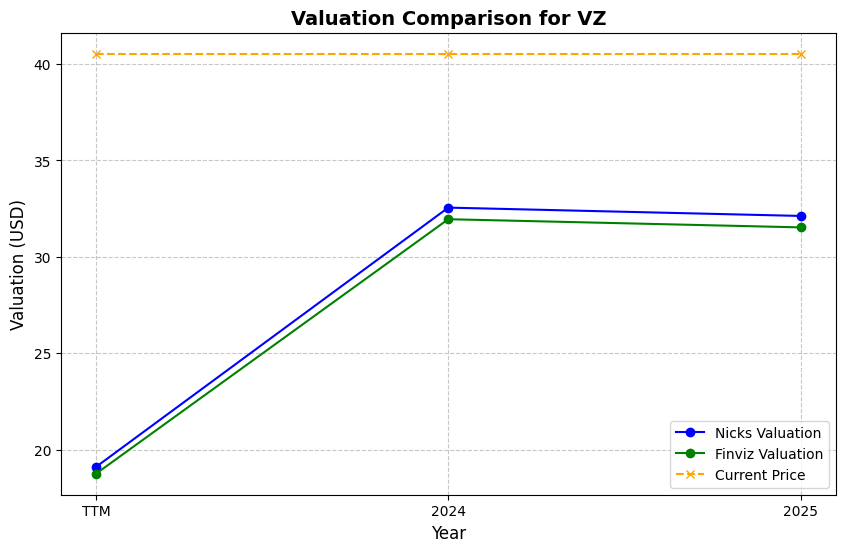 Valuation Comparison for VZ
Valuation (USD)
40
35
30
25
20
TTM
2024
2025
Year
Nicks Valuation
Finviz Valuation
Current Price